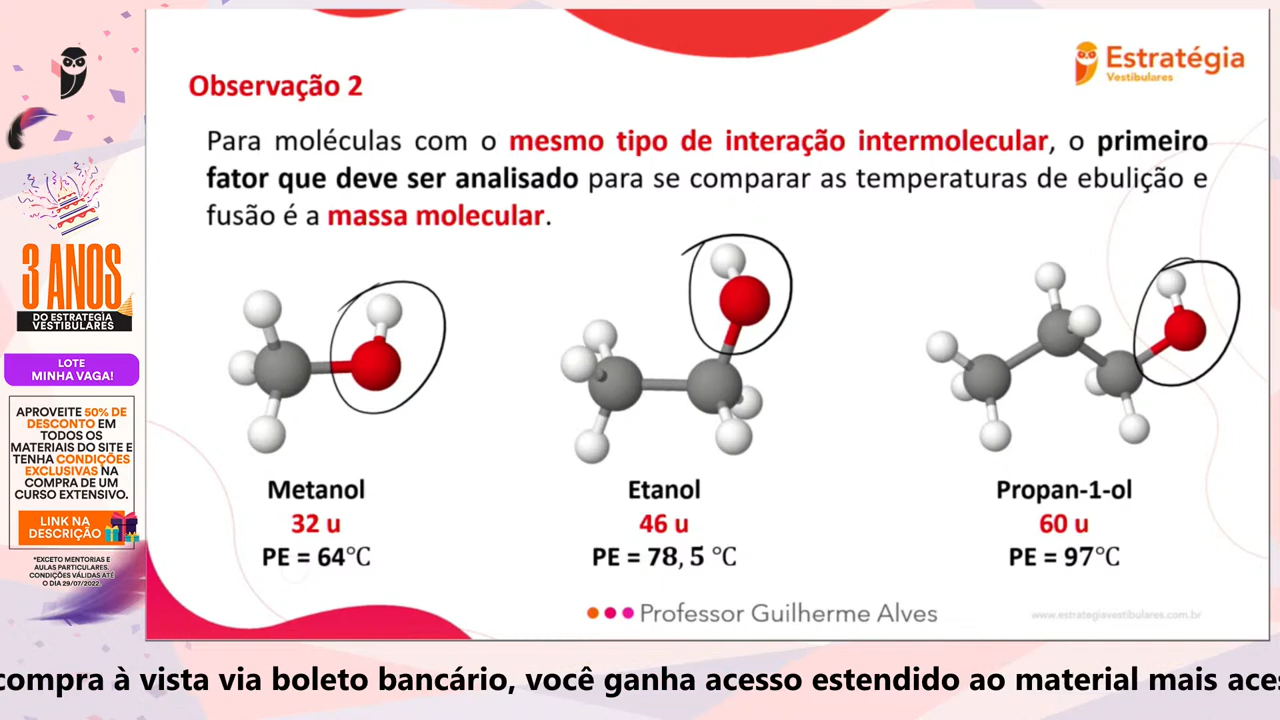 Estratégia
Vestibulares
Observação 2
Para moléculas com o mesmo tipo de interação intermolecular, o primeiro
fator que deve ser analisado para se comparar as temperaturas de ebulição e
fusão é a massa molecular.
Metanol
32 u
PE = 64°C
Etanol
46 u
PE = 78, 5 °C
Propan-1-ol
60 u
PE = 97°C
Professor Guilherme Alves
www.estrategiavestibulares.com.br
3 ANOS
DO ESTRATEGIA
VESTIBULARES
LOTE
MINHA VAGA!
APROVEITE 50% DE
DESCONTO EM
TODOS OS
MATERIAIS DO SITE E
TENHA CONDIÇÕES
EXCLUSIVAS NA
COMPRA DE UM
CURSO EXTENSIVO.
LINK NA
DESCRIÇÃO
*EXCETO MENTORIAS E
AULAS PARTICULARES.
CONDIÇÕES VÁLIDAS ATÉ
O DIA 29/07/2022.
compra à vista via boleto bancário, você ganha acesso estendido ao material mais aces